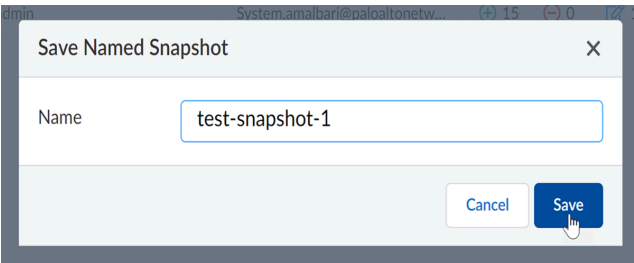 dmin System.amalbari@paloaltonetw... 15 0
Save Named Snapshot
Name test-snapshot-1
Cancel Save